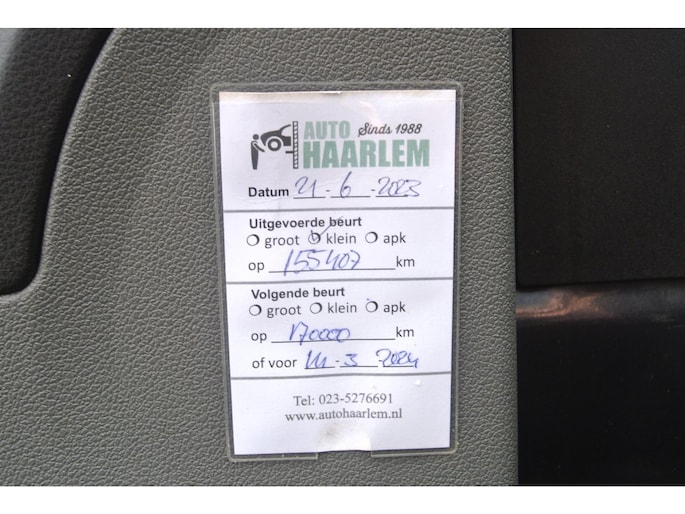 AUTO Sinds 1988
HAARLEM
Datum 21-6-2023
Uitgevoerde beurt
groot klein apk
op 155407 km
Volgende beurt
groot klein apk
op 170000 km
of voor -3 2024
Tel: 023-5276691
www.autohaarlem.nl